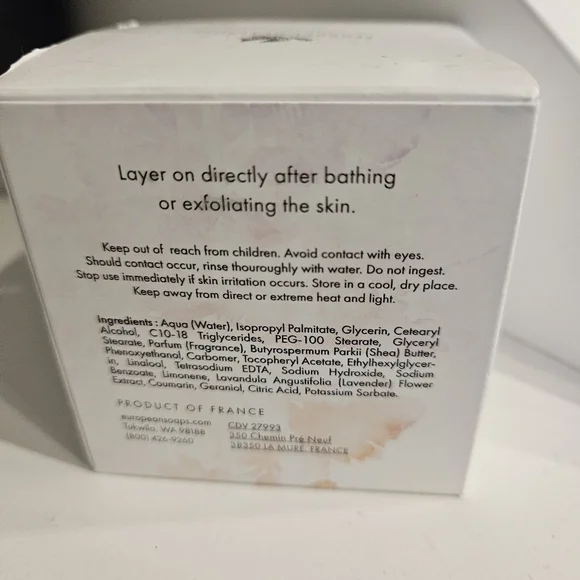 Layer on directly after bathing
or exfoliating the skin.
Keep out of reach from children. Avoid contact with eyes.
Should contact occur, rinse thouroughly with water. Do not ingest.
Stop use immediately if skin irritation occurs. Store in a cool, dry place.
Keep away from direct or extreme heat and light.
Ingredients : Aqua (Water), Isopropyl Palmitate, Glycerin, Cetearyl
Alcohol, C10-18 Triglycerides, PEG-100 Stearate, Glyceryl
Stearate, Parfum (Fragrance), Butyrospermum Parkii (Shea) Butter,
Phenoxyethanol, Carbomer, Tocopheryl Acetate, Ethylhexylglycer-
in, Linalool, Tetrasodium EDTA, Sodium Hydroxide, Sodium
Benzoate, Limonene, Lavandula Angustifolia (Lavender) Flower
Extract, Coumarin, Geraniol, Citric Acid, Potassium Sorbate.
PRODUCT OF FRANCE
europeansoaps.com
Tukwila, WA 98188
(800) 426-9260
CDV 27993
350 Chemin Pré Neuf
38350 LA MURE, FRANCE